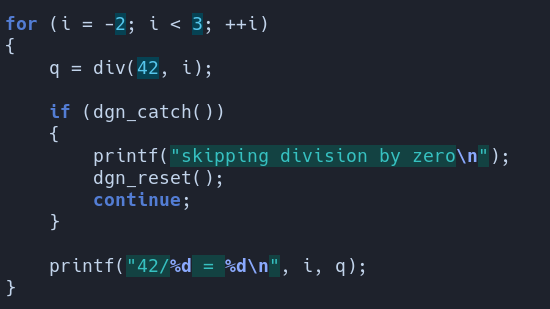 for (i = -2; i < 3; ++i)
{
    q = div(42, i);

    if (dgn_catch())
    {
        printf("skipping division by zero\n");
        dgn_reset();
        continue;
    }

    printf("42/%d = %d\n", i, q);
}